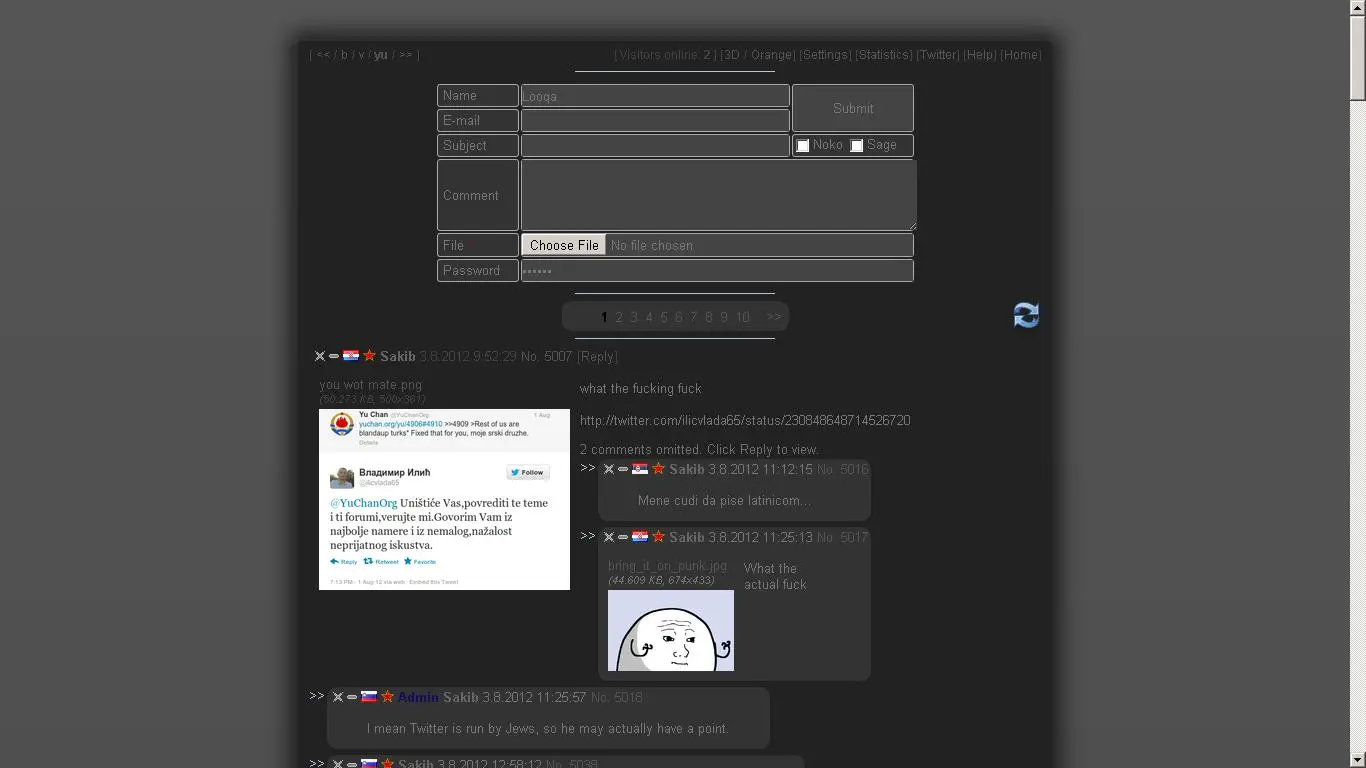 [ << / b / v / yu / >> ]
[ Visitors online: 2 ] [3D / Orange] [Settings] [Statistics] [Twitter] [Help] [Home]
Name
Looqa
Submit
E-mail
Subject
Noko
Sage
Comment
File
Choose File
No file chosen
Password
••••••
1 2 3 4 5 6 7 8 9 10 >>
Sakib 3.8.2012 9:52:29 No. 5007 [Reply]
you wot mate.png
(50.273 KB, 500x361)
Yu Chan @YuChanOrg 1 Aug
yuchan.org/yu/4906#4910 >>4909 >Rest of us are
blandaup turks* Fixed that for you, moje srski druzhe.
Details
Владимир Илић
@ilicvlada65
Follow
@YuChanOrg Uništiće Vas,povrediti te teme
i ti forumi,verujte mi.Govorim Vam iz
najbolje namere i iz nemalog,nažalost
neprijatnog iskustva.
Reply Retweet Favorite
7:13 PM - 1 Aug 12 via web · Embed this Tweet
what the fucking fuck
http://twitter.com/ilicvlada65/status/230848648714526720
2 comments omitted. Click Reply to view.
>> Sakib 3.8.2012 11:12:15 No. 5016
Mene cudi da pise latinicom...
>> Sakib 3.8.2012 11:25:13 No. 5017
bring_it_on_punk.jpg
(44.609 KB, 674x433)
What the
actual fuck
>> Admin Sakib 3.8.2012 11:25:57 No. 5018
I mean Twitter is run by Jews, so he may actually have a point.
>> Sakib 3.8.2012 12:58:12 No. 5038